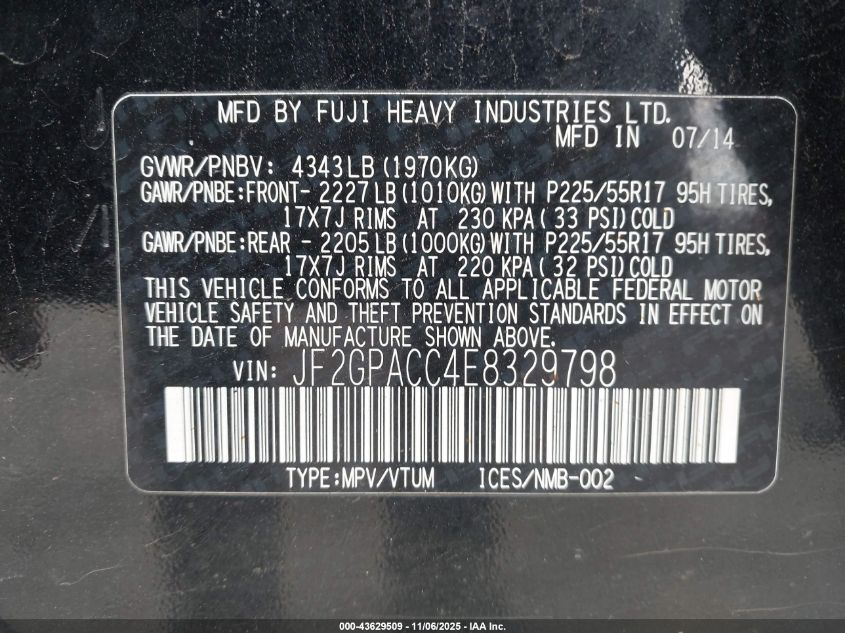 MFD BY FUJI HEAVY INDUSTRIES LTD.
MFD IN 07/14
GVWR/PNBV: 4343LB (1970KG)
GAWR/PNBE:FRONT- 2227LB (1010KG) WITH P225/55R17 95H TIRES,
17X7J RIMS AT 230 KPA (33 PSI) COLD
GAWR/PNBE:REAR - 2205LB (1000KG) WITH P225/55R17 95H TIRES,
17X7J RIMS AT 220 KPA (32 PSI) COLD
THIS VEHICLE CONFORMS TO ALL APPLICABLE FEDERAL MOTOR
VEHICLE SAFETY AND THEFT PREVENTION STANDARDS IN EFFECT ON
THE DATE OF MANUFACTURE SHOWN ABOVE.
VIN: JF2GPACC4E8329798
TYPE:MPV/VTUM ICES/NMB-002
000-43629509 - 11/06/2025 - IAA Inc.